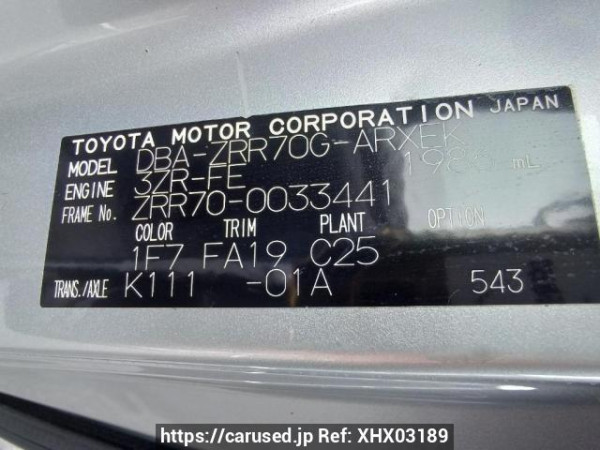 TOYOTA MOTOR CORPORATION JAPAN
MODEL DBA-ZRR70G-ARXEK
ENGINE 3ZR-FE mL
FRAME No. ZRR70-0033441
COLOR TRIM PLANT OPTION
1F7 FA19 C25
TRANS./AXLE K111 -01A 543
https://carused.jp Ref: XHX03189